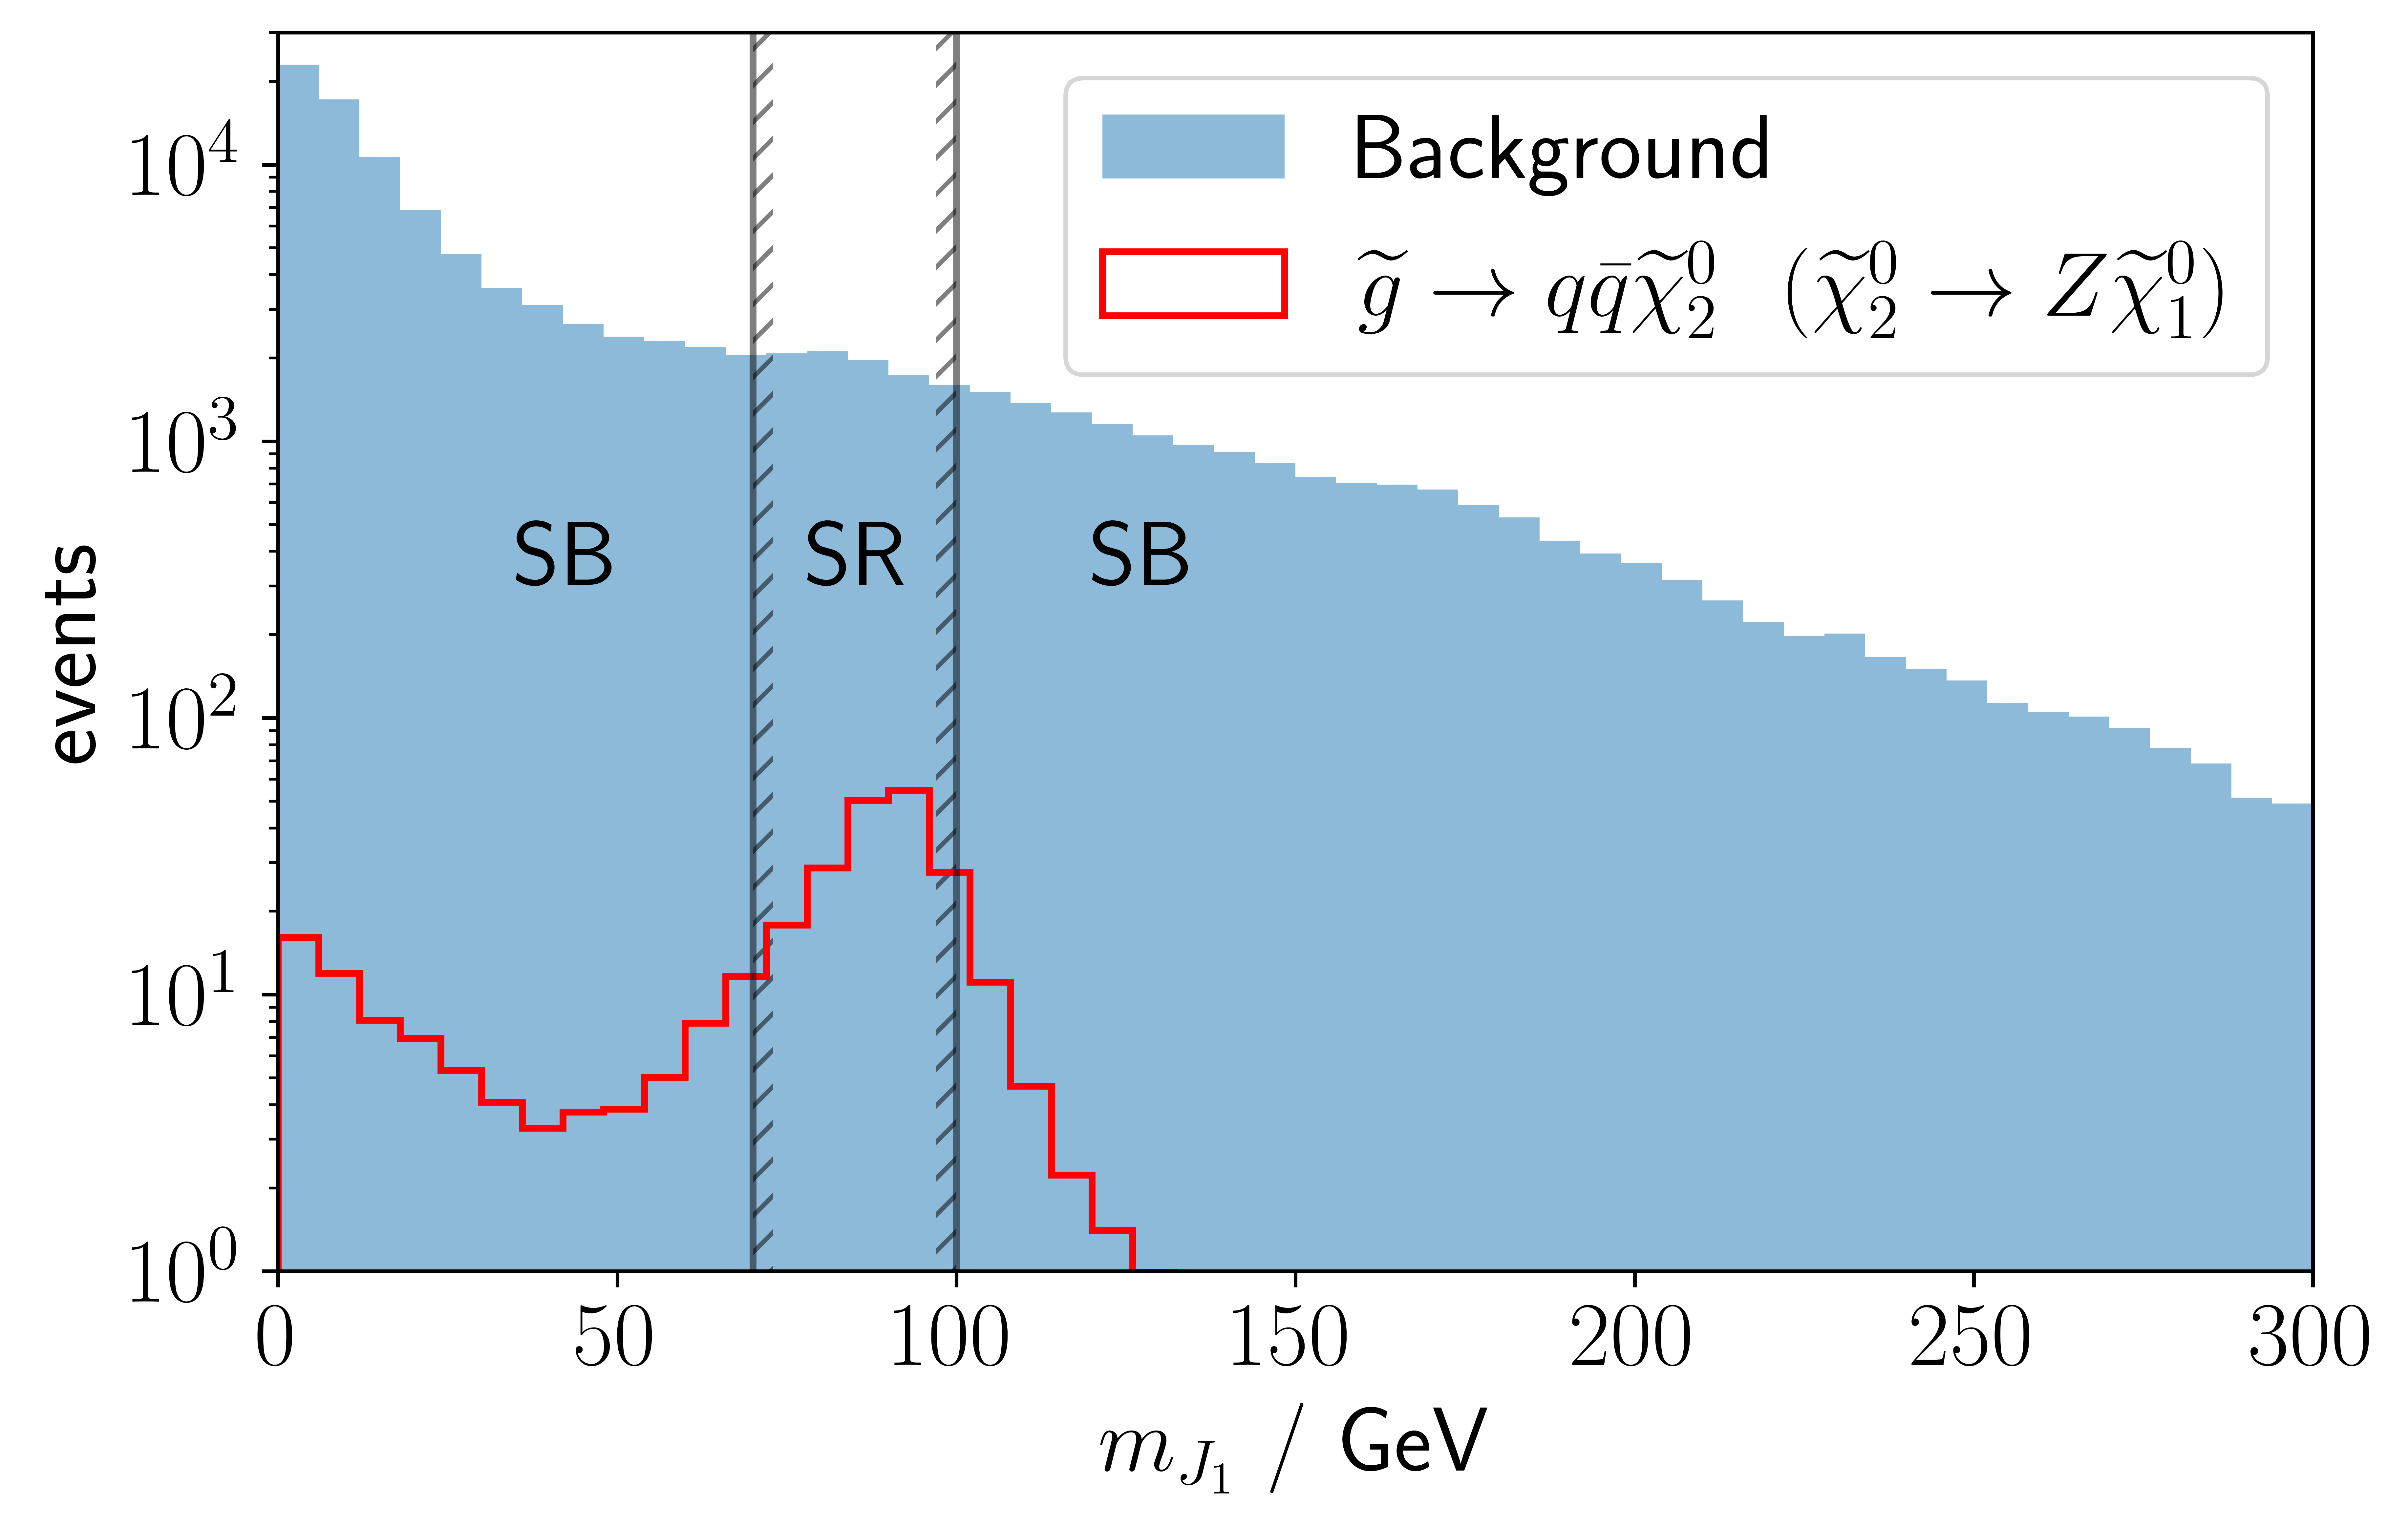 Background
g̃ → qq̄χ̃⁰₂ (χ̃⁰₂ → Zχ̃⁰₁)
10⁴
10³
10²
10¹
10⁰
events
SB SR SB
0 50 100 150 200 250 300
m_J₁ / GeV